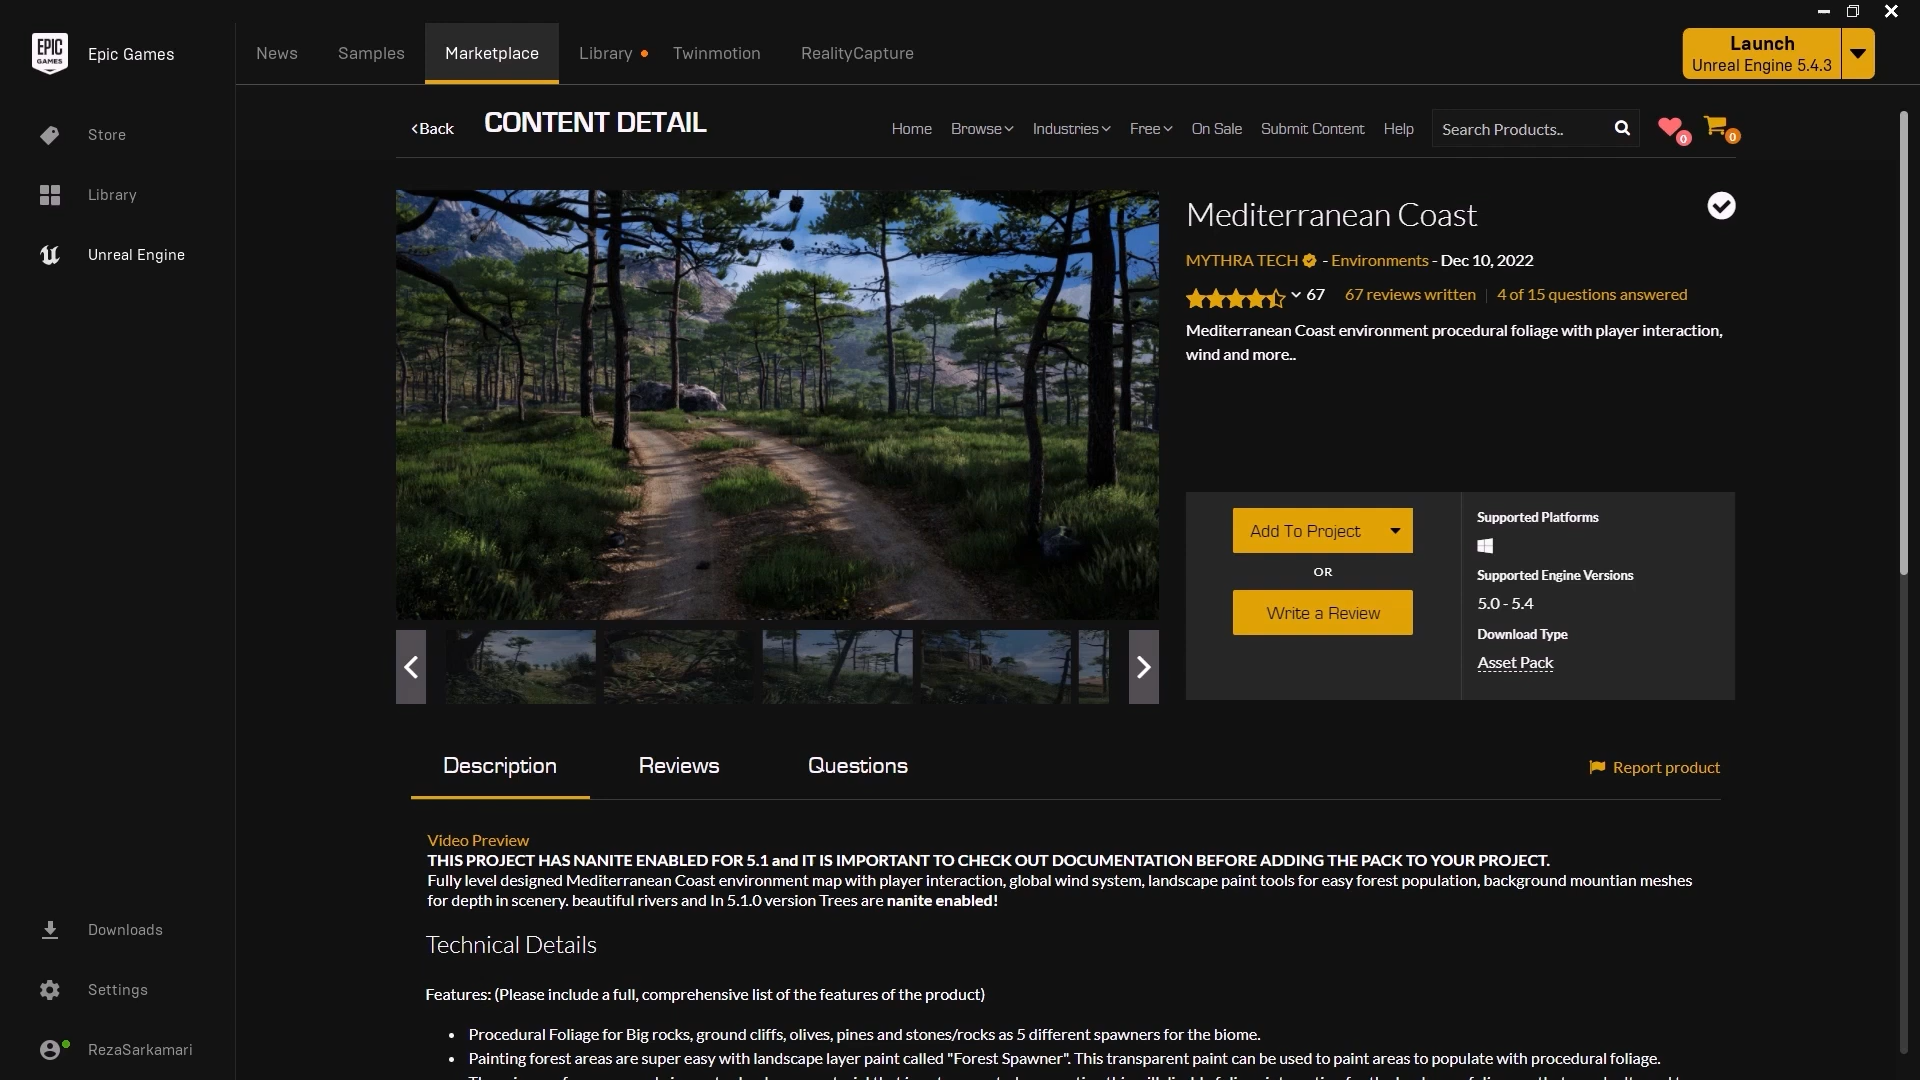 EPIC
GAMES
Epic Games
News
Samples
Marketplace
Library
Twinmotion
RealityCapture
Launch
Unreal Engine 5.4.3
Store
Library
Unreal Engine
Downloads
Settings
RezaSarkamari
Back
CONTENT DETAIL
Home
Browse
Industries
Free
On Sale
Submit Content
Help
Search Products..
0
0
Mediterranean Coast
MYTHRA TECH - Environments - Dec 10, 2022
67 67 reviews written | 4 of 15 questions answered
Mediterranean Coast environment procedural foliage with player interaction,
wind and more..
Add To Project
OR
Write a Review
Supported Platforms
Supported Engine Versions
5.0 - 5.4
Download Type
Asset Pack
Description
Reviews
Questions
Report product
Video Preview
THIS PROJECT HAS NANITE ENABLED FOR 5.1 and IT IS IMPORTANT TO CHECK OUT DOCUMENTATION BEFORE ADDING THE PACK TO YOUR PROJECT.
Fully level designed Mediterranean Coast environment map with player interaction, global wind system, landscape paint tools for easy forest population, background mountian meshes
for depth in scenery. beautiful rivers and In 5.1.0 version Trees are nanite enabled!
Technical Details
Features: (Please include a full, comprehensive list of the features of the product)
• Procedural Foliage for Big rocks, ground cliffs, olives, pines and stones/rocks as 5 different spawners for the biome.
• Painting forest areas are super easy with landscape layer paint called "Forest Spawner". This transparent paint can be used to paint areas to populate with procedural foliage.